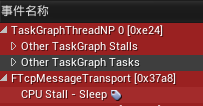 事件名称
TaskGraphThreadNP 0 [0xe24]
Other TaskGraph Stalls
Other TaskGraph Tasks
FTcpMessageTransport [0x37a8]
CPU Stall - Sleep